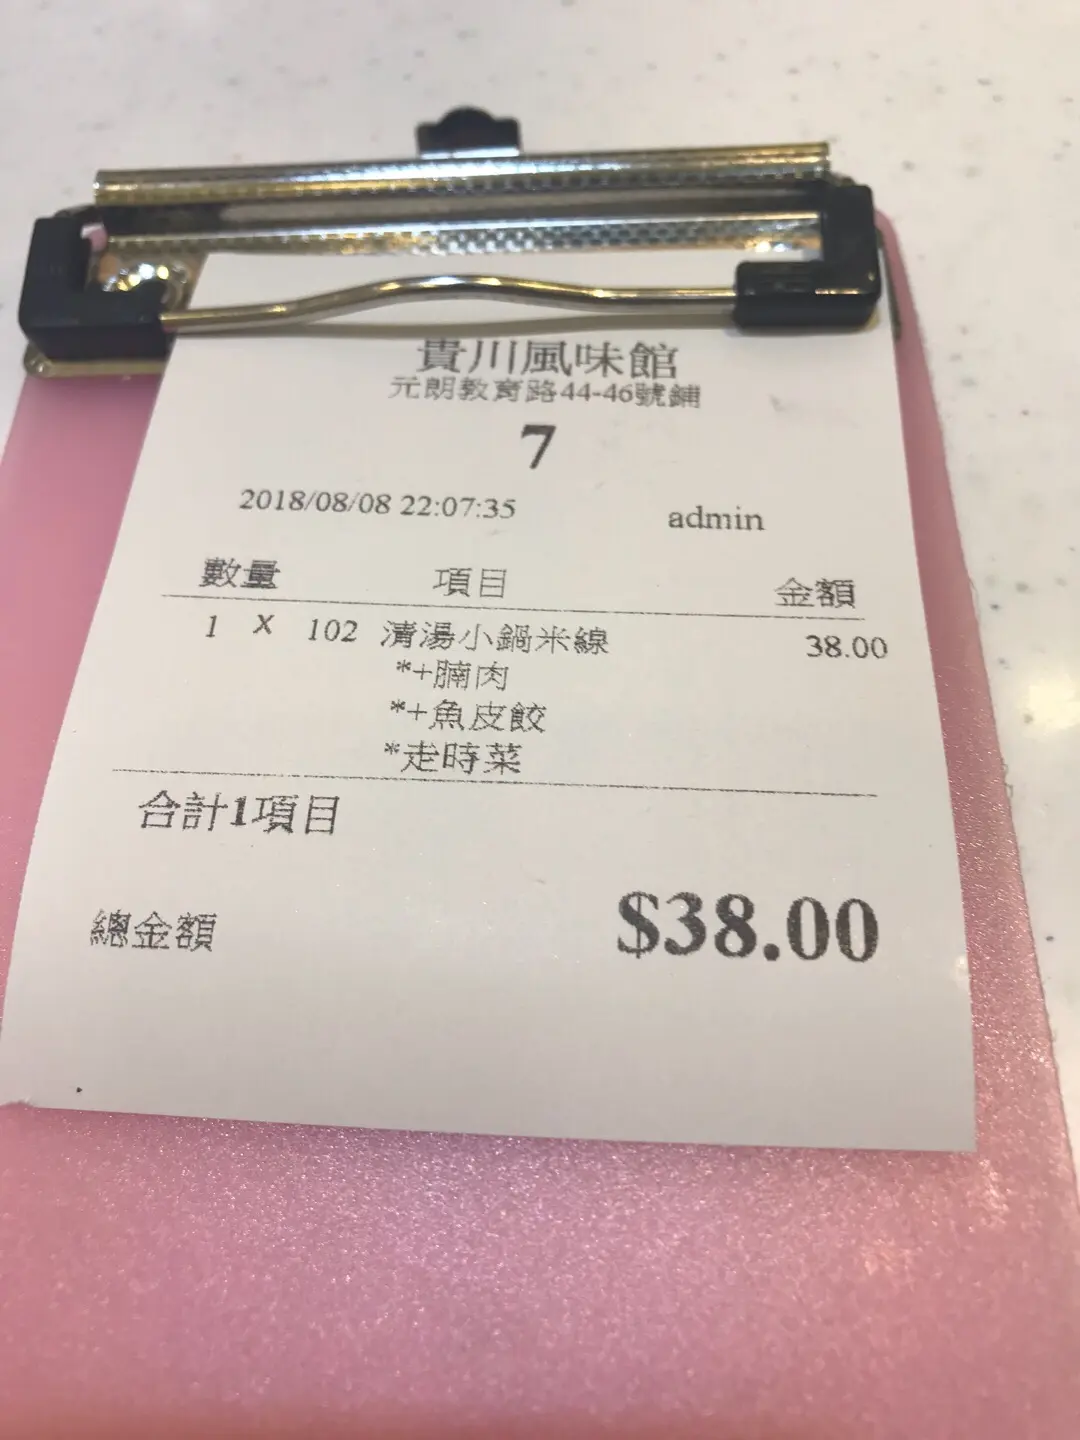 貴川風味館
元朗教育路44-46號鋪
7
2018/08/08 22:07:35 admin
數量 項目 金額
1 X 102 清湯小鍋米線 38.00
*+腩肉
*+魚皮餃
*走時菜
合計1項目
總金額 $38.00